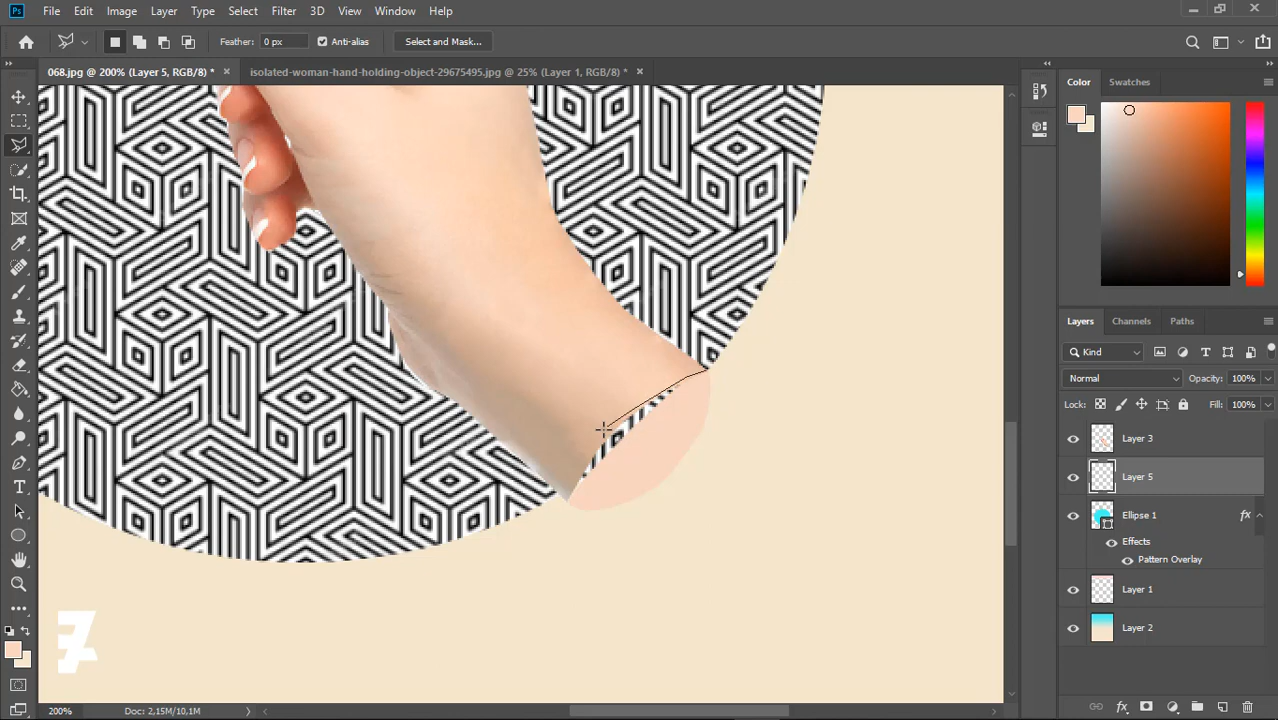 Ps File Edit Image Layer Type Select Filter 3D View Window Help
Feather: 0 px Anti-alias Select and Mask...
068.jpg @ 200% (Layer 5, RGB/8) * isolated-woman-hand-holding-object-29675495.jpg @ 25% (Layer 1, RGB/8) *
Color Swatches
Layers Channels Paths
Kind
Normal Opacity: 100%
Lock: Fill: 100%
Layer 3
Layer 5
Ellipse 1 fx
Effects
Pattern Overlay
Layer 1
Layer 2
200% Doc: 2,15M/10,1M
fx